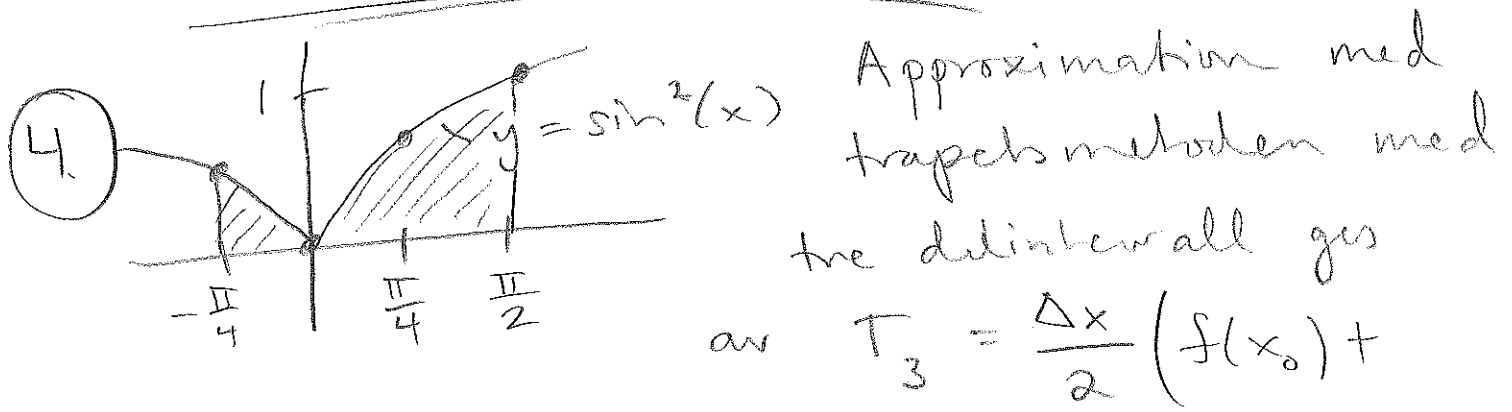 4.
1
y = sin²(x)
-π/4
π/4
π/2
Approximation med
trapetsmetoden med
tre delintervall ges
av T₃ = Δx/2 (f(x₀) +